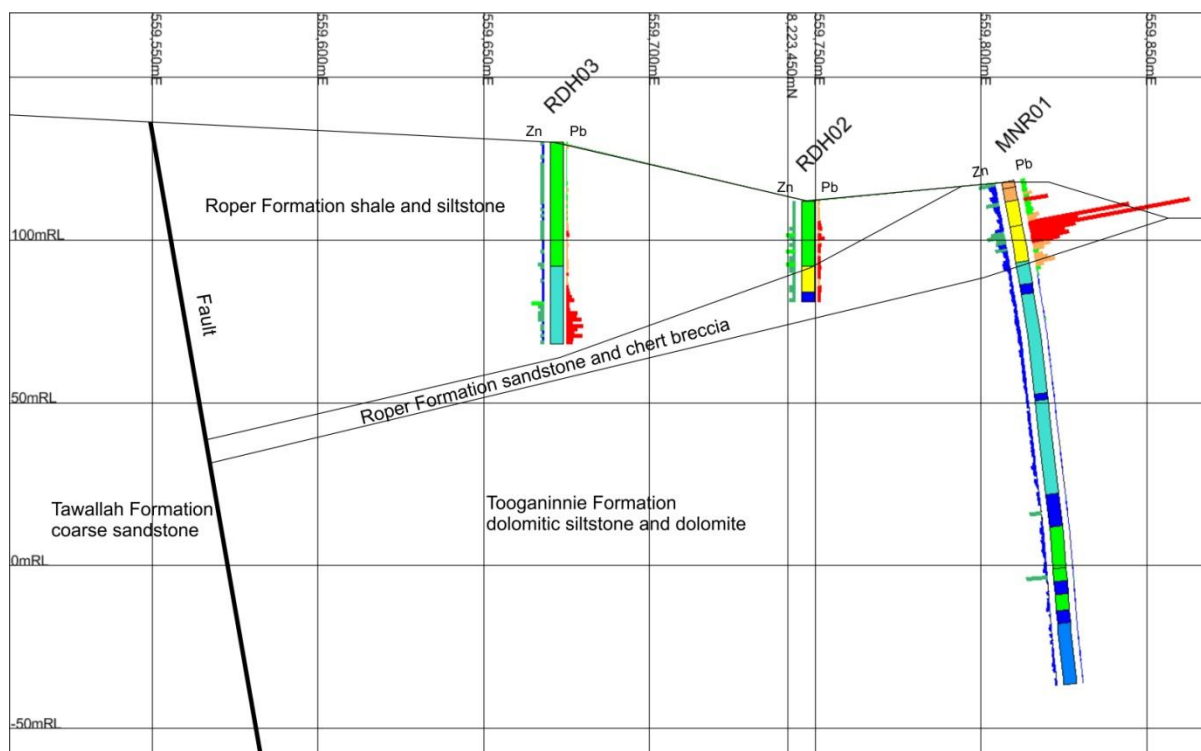 559,550mE
559,600mE
559,650mE
559,700mE
8,223,450mN
559,750mE
559,800mE
559,850mE
RDH03
Zn
Pb
RDH02
Zn
Pb
MNR01
Zn
Pb
Roper Formation shale and siltstone
100mRL
Fault
Roper Formation sandstone and chert breccia
50mRL
Tawallah Formation
coarse sandstone
Tooganinnie Formation
dolomitic siltstone and dolomite
0mRL
-50mRL